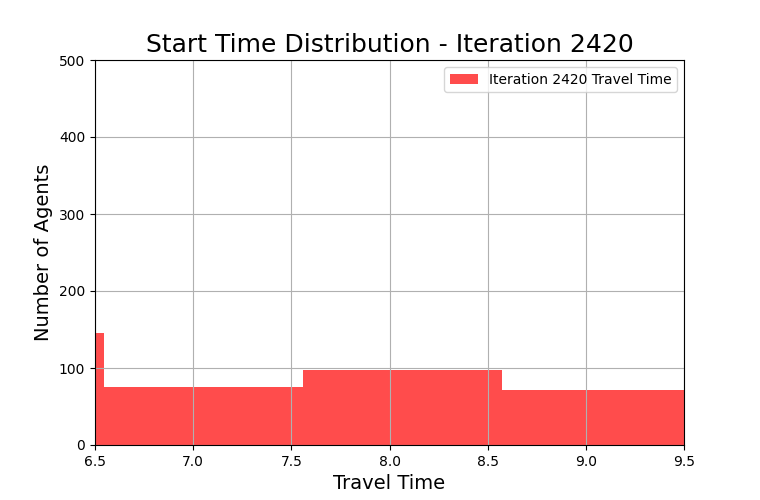 Start Time Distribution - Iteration 2420
Iteration 2420 Travel Time
Number of Agents
500
400
300
200
100
0
6.5 7.0 7.5 8.0 8.5 9.0 9.5
Travel Time